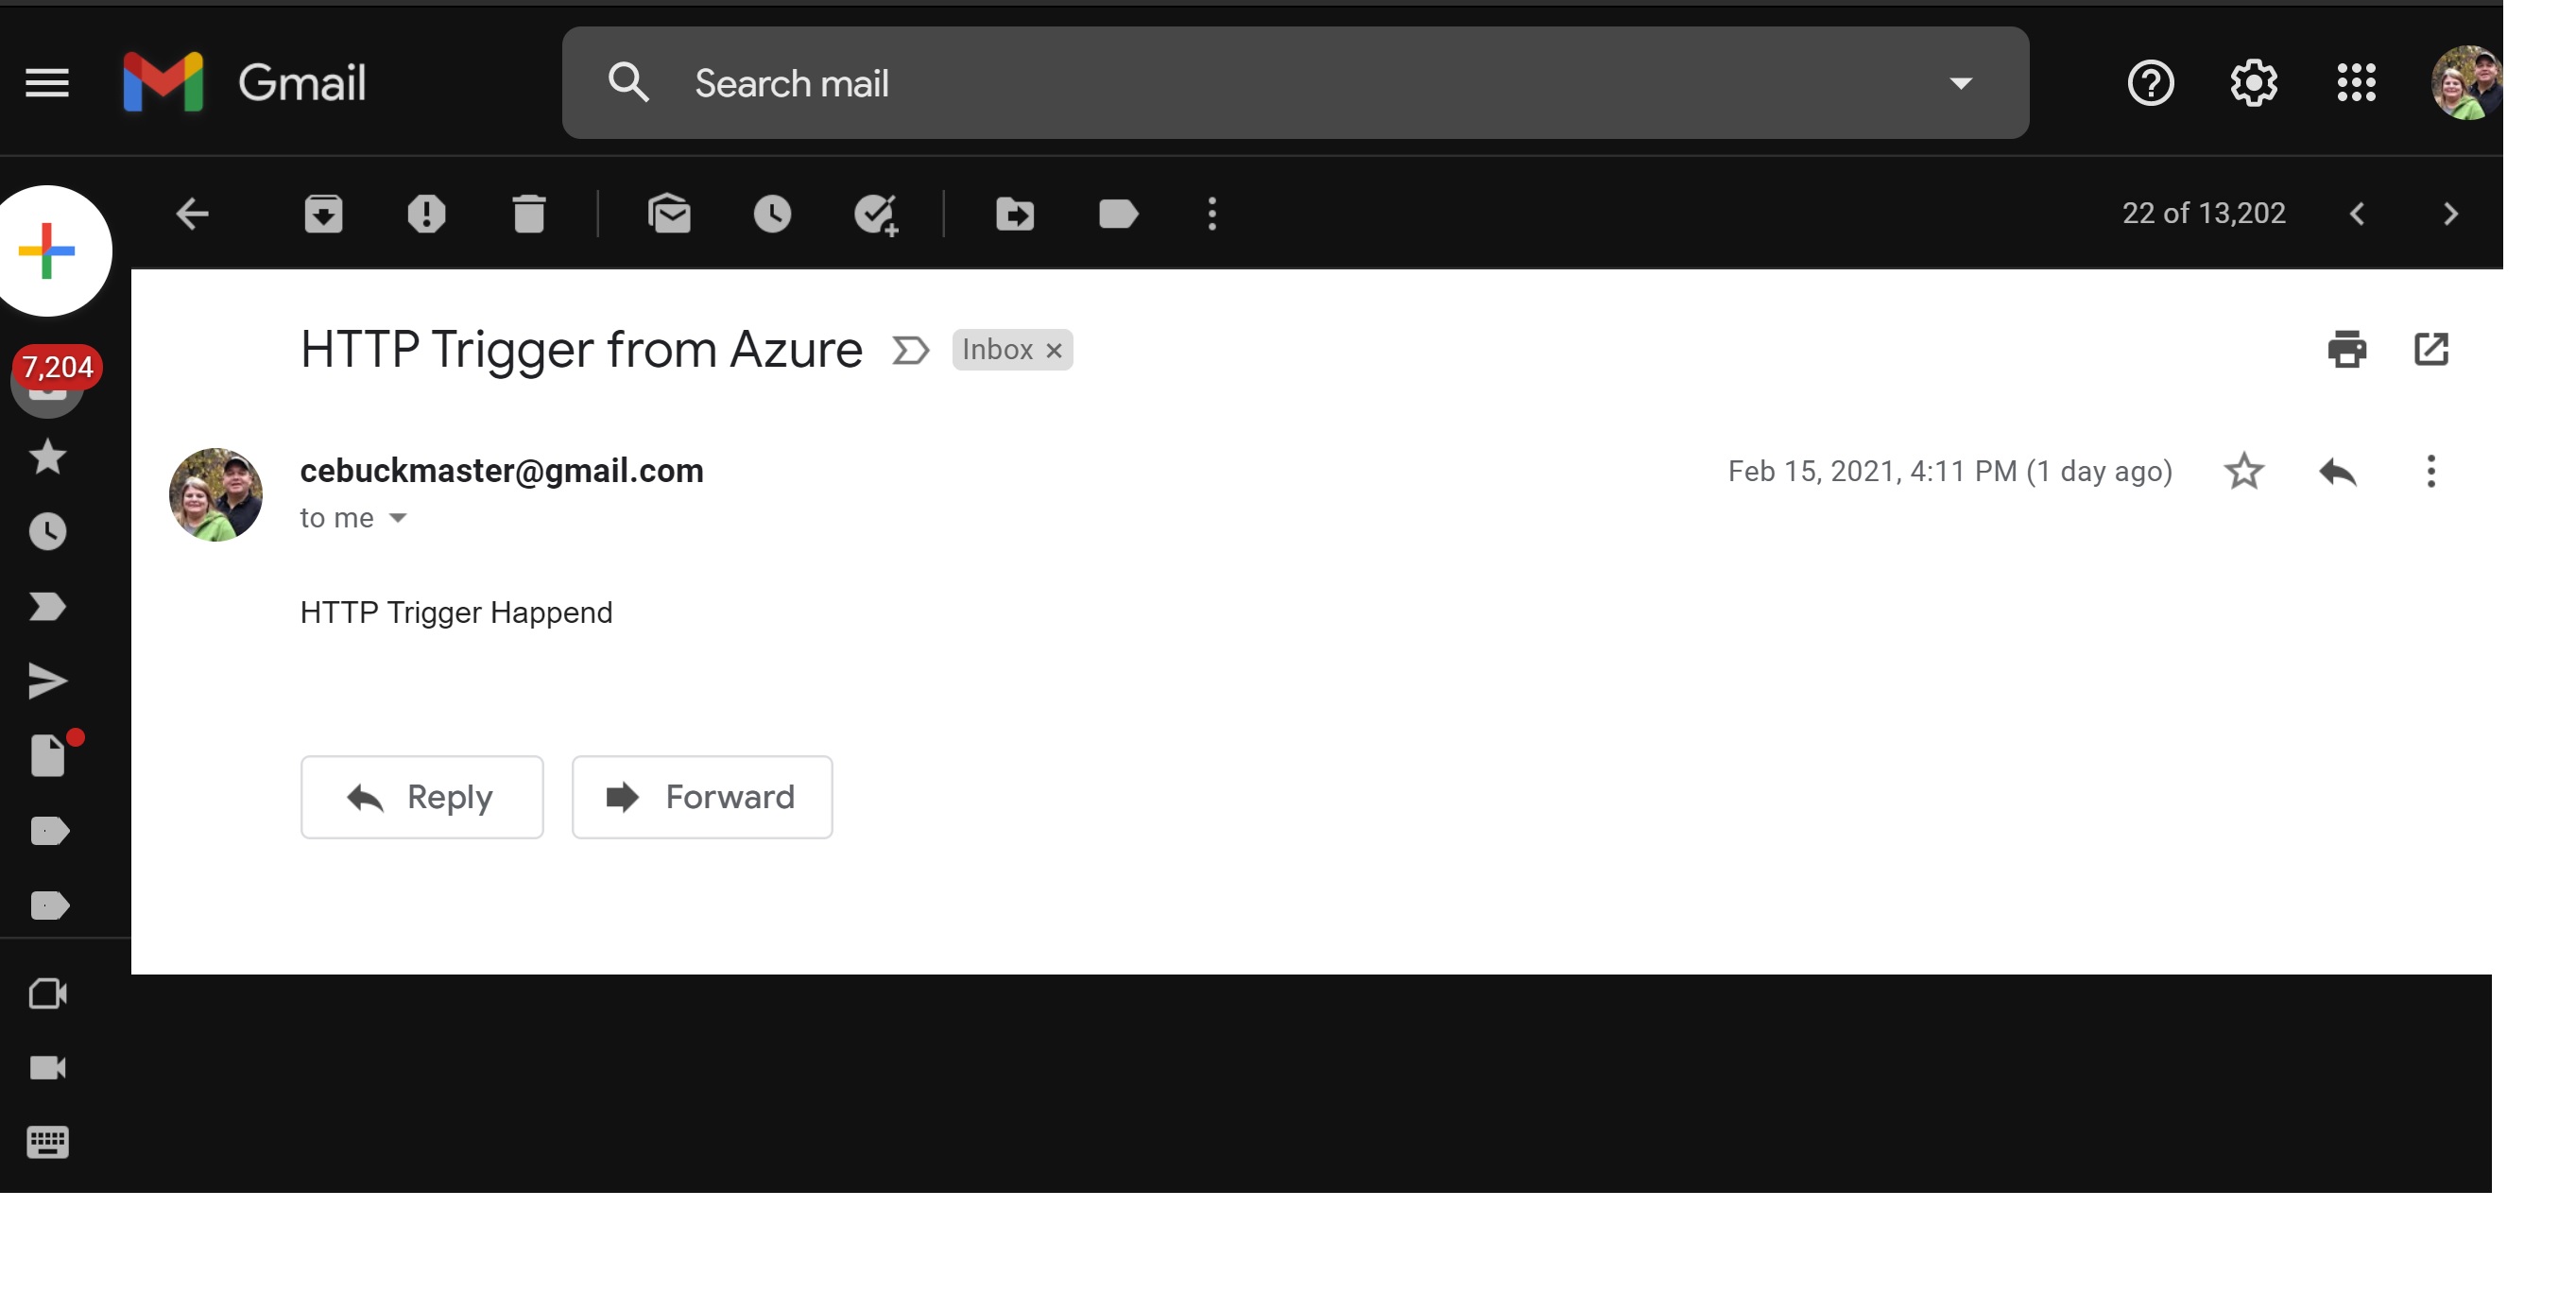 Gmail
Search mail
22 of 13,202
7,204
HTTP Trigger from Azure Inbox ×
cebuckmaster@gmail.com Feb 15, 2021, 4:11 PM (1 day ago)
to me
HTTP Trigger Happend
Reply Forward